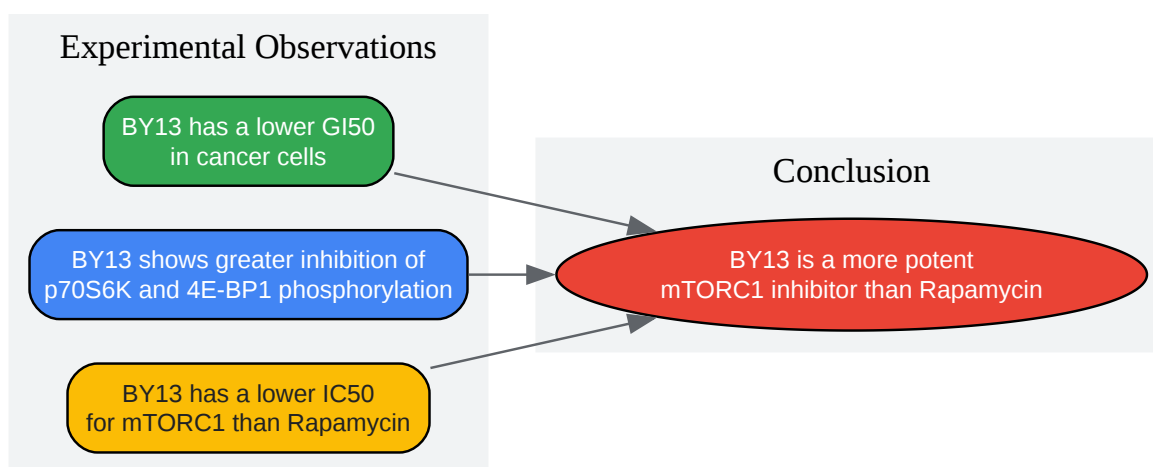 Experimental Observations
BY13 has a lower GI50
in cancer cells
BY13 shows greater inhibition of
p70S6K and 4E-BP1 phosphorylation
BY13 has a lower IC50
for mTORC1 than Rapamycin
Conclusion
BY13 is a more potent
mTORC1 inhibitor than Rapamycin